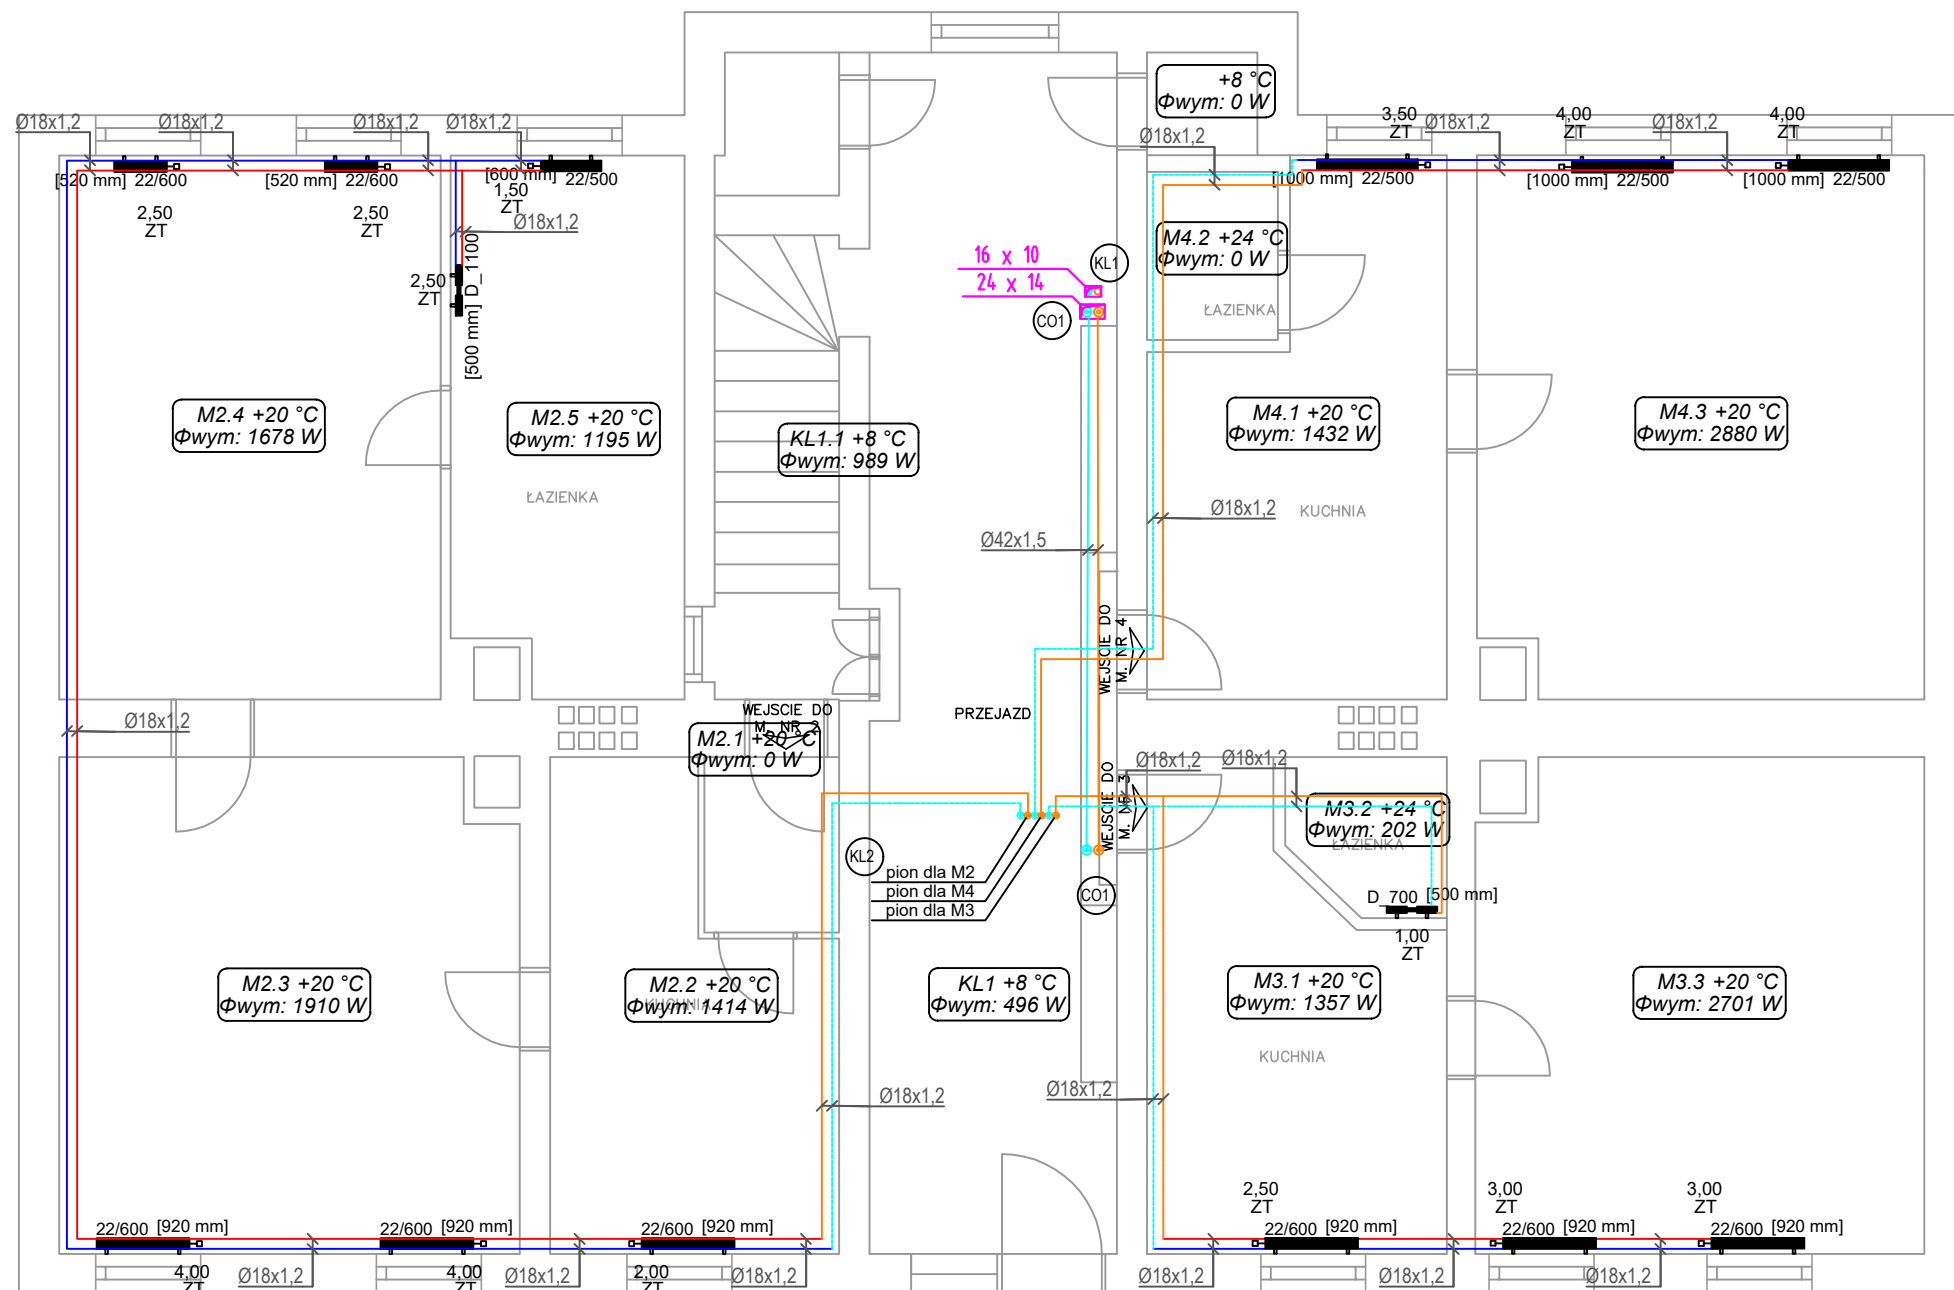 +8 °C
Φwym: 0 W
Ø18x1,2
Ø18x1,2
Ø18x1,2
Ø18x1,2
Ø18x1,2
3,50
ZT
Ø18x1,2
4,00
ZT
Ø18x1,2
4,00
ZT
[520 mm] 22/600
[520 mm] 22/600
[600 mm] 22/500
[1000 mm] 22/500
[1000 mm] 22/500
[1000 mm] 22/500
2,50
ZT
2,50
ZT
1,50
ZT
Ø18x1,2
2,50
ZT
[500 mm] D_1100
16 x 10
24 x 14
KL1
CO1
M4.2 +24 °C
Φwym: 0 W
ŁAZIENKA
M2.4 +20 °C
Φwym: 1678 W
M2.5 +20 °C
Φwym: 1195 W
ŁAZIENKA
KL1.1 +8 °C
Φwym: 989 W
M4.1 +20 °C
Φwym: 1432 W
M4.3 +20 °C
Φwym: 2880 W
Ø18x1,2
KUCHNIA
Ø42x1,5
WEJSCIE DO
M. NR 4
PRZEJAZD
Ø18x1,2
WEJSCIE DO
M. NR 2
M2.1 +20 °C
Φwym: 0 W
WEJSCIE DO
M. NR 3
Ø18x1,2
Ø18x1,2
M3.2 +24 °C
Φwym: 202 W
ŁAZIENKA
KL2
pion dla M2
pion dla M4
pion dla M3
CO1
D_700 [500 mm]
1,00
ZT
M2.3 +20 °C
Φwym: 1910 W
M2.2 +20 °C
Φwym: 1414 W
KUCHNIA
KL1 +8 °C
Φwym: 496 W
M3.1 +20 °C
Φwym: 1357 W
KUCHNIA
M3.3 +20 °C
Φwym: 2701 W
Ø18x1,2
Ø18x1,2
2,50
ZT
3,00
ZT
3,00
ZT
22/600 [920 mm]
22/600 [920 mm]
22/600 [920 mm]
22/600 [920 mm]
22/600 [920 mm]
22/600 [920 mm]
4,00
ZT
Ø18x1,2
4,00
ZT
Ø18x1,2
2,00
ZT
Ø18x1,2
Ø18x1,2
Ø18x1,2
Ø18x1,2